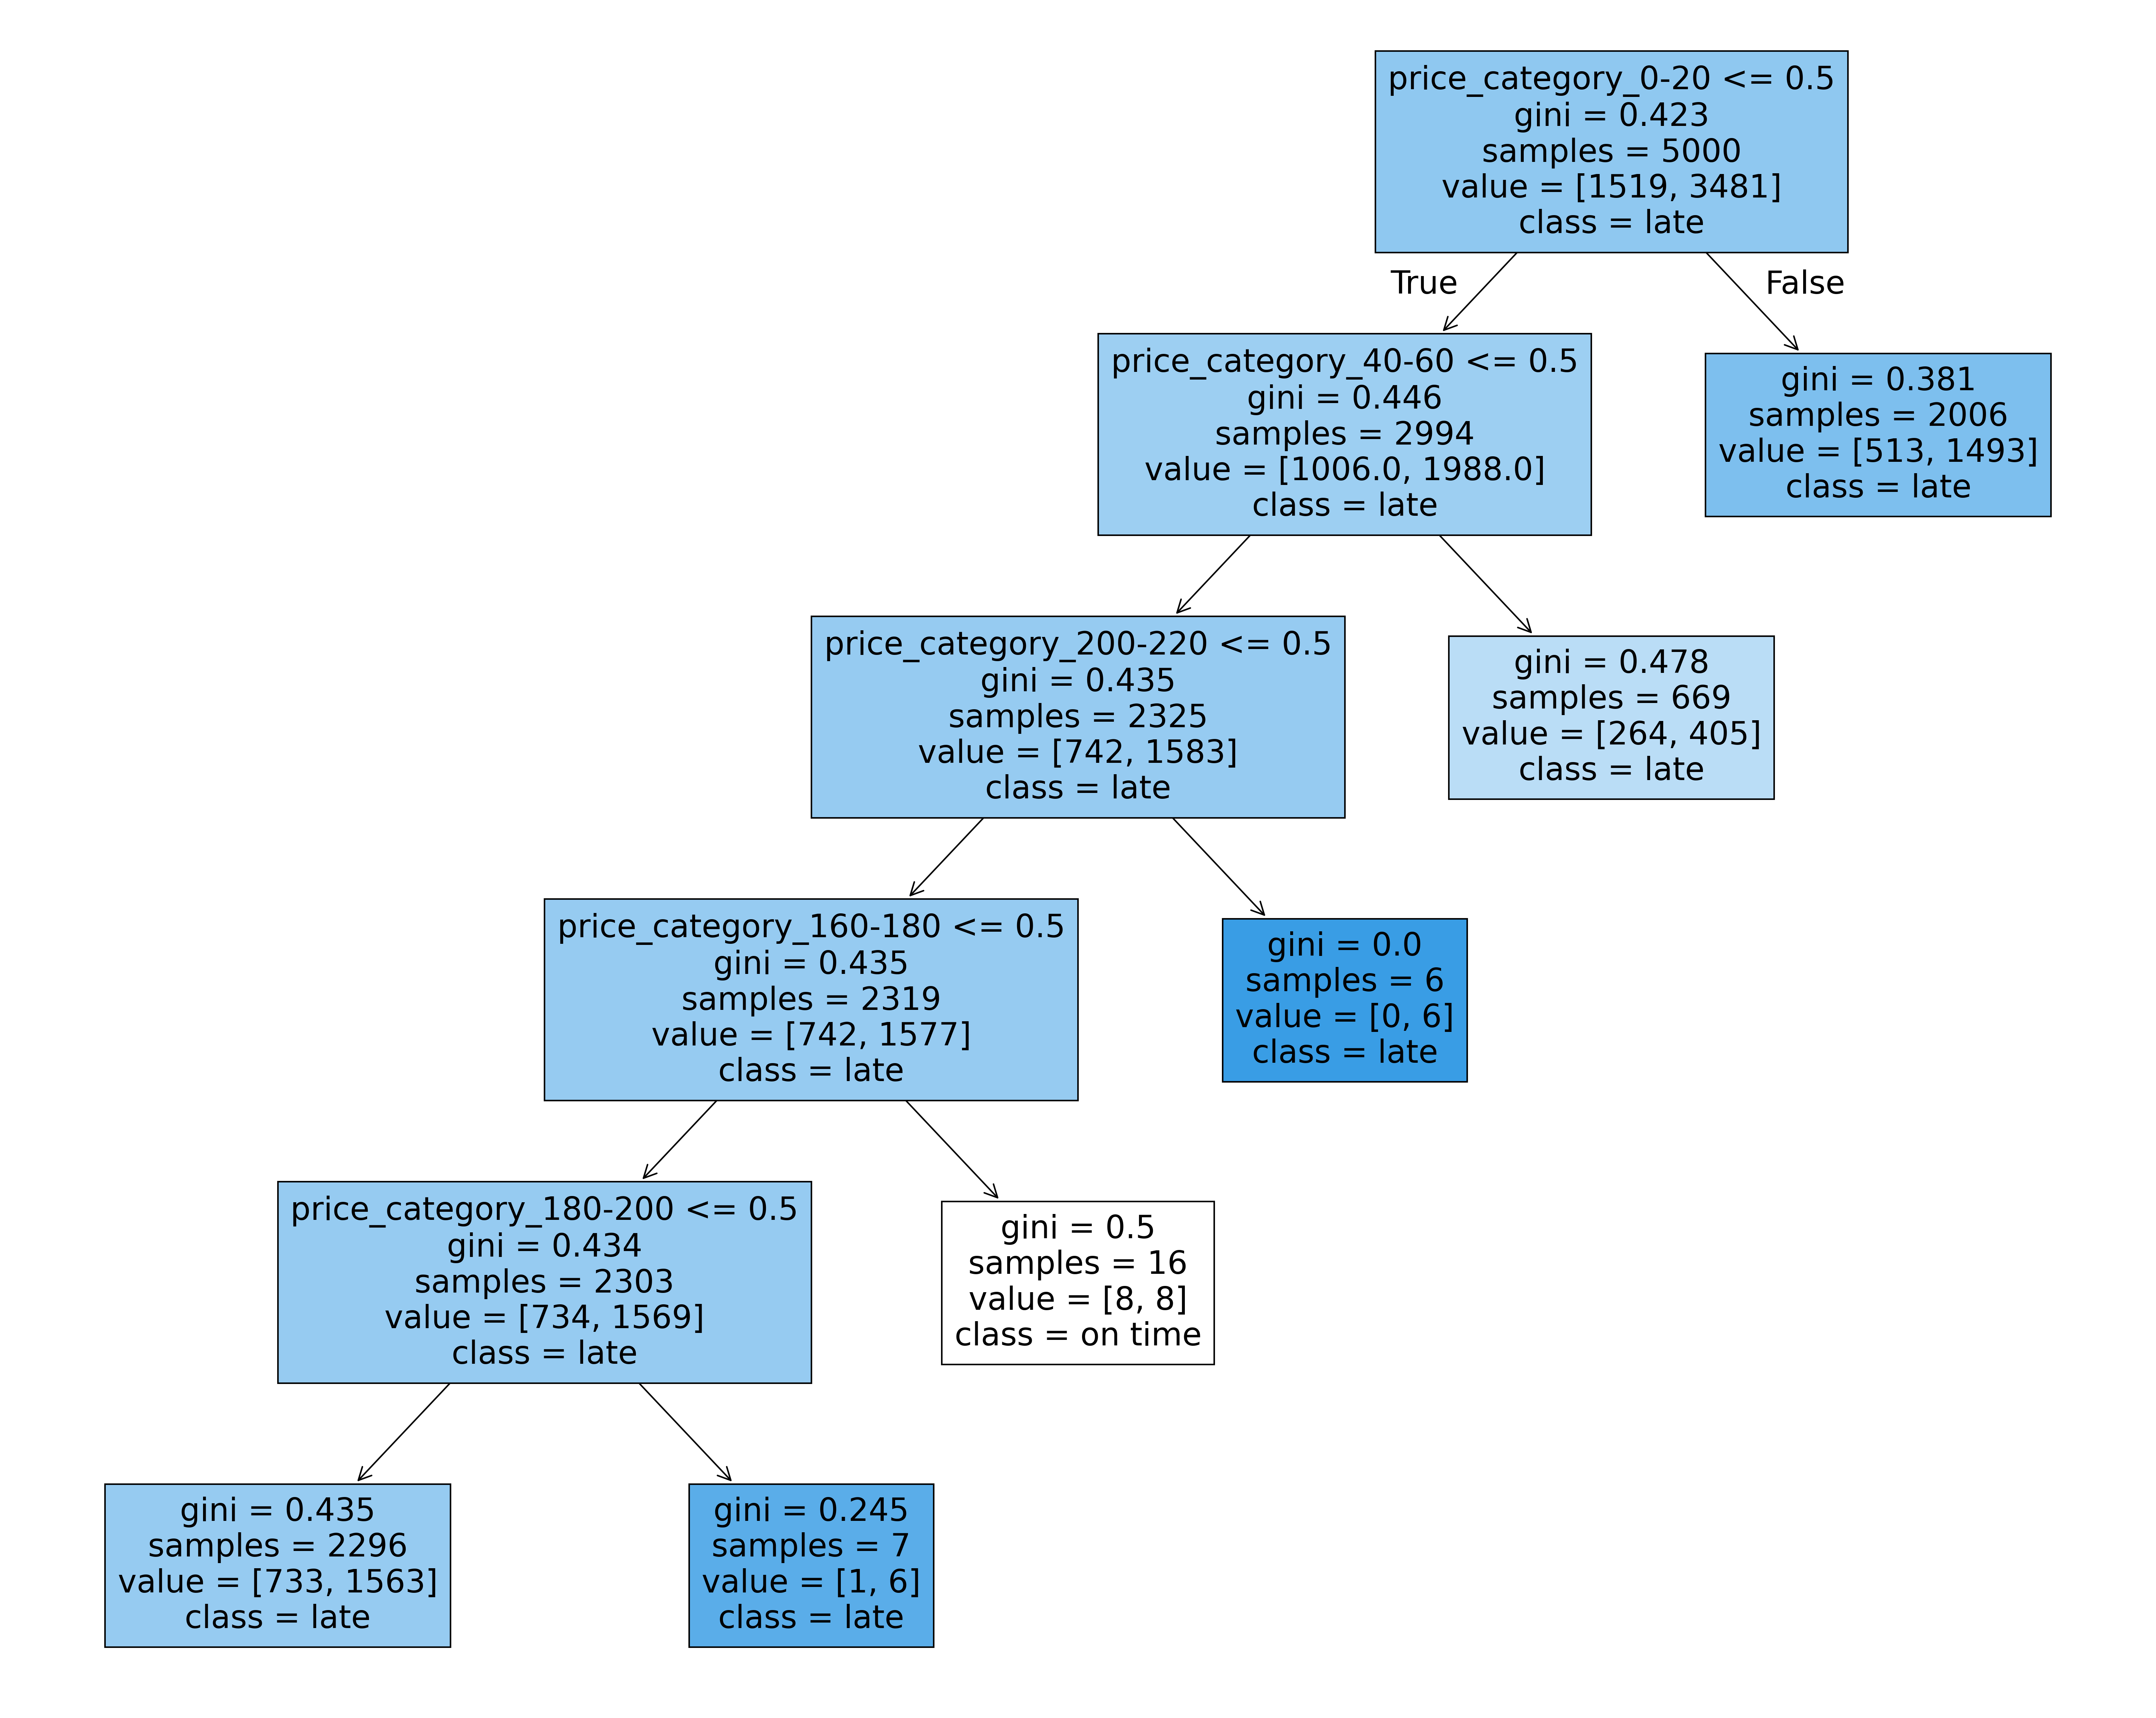 price_category_0-20 <= 0.5
gini = 0.423
samples = 5000
value = [1519, 3481]
class = late
True
False
price_category_40-60 <= 0.5
gini = 0.446
samples = 2994
value = [1006.0, 1988.0]
class = late
gini = 0.381
samples = 2006
value = [513, 1493]
class = late
price_category_200-220 <= 0.5
gini = 0.435
samples = 2325
value = [742, 1583]
class = late
gini = 0.478
samples = 669
value = [264, 405]
class = late
price_category_160-180 <= 0.5
gini = 0.435
samples = 2319
value = [742, 1577]
class = late
gini = 0.0
samples = 6
value = [0, 6]
class = late
price_category_180-200 <= 0.5
gini = 0.434
samples = 2303
value = [734, 1569]
class = late
gini = 0.5
samples = 16
value = [8, 8]
class = on time
gini = 0.435
samples = 2296
value = [733, 1563]
class = late
gini = 0.245
samples = 7
value = [1, 6]
class = late